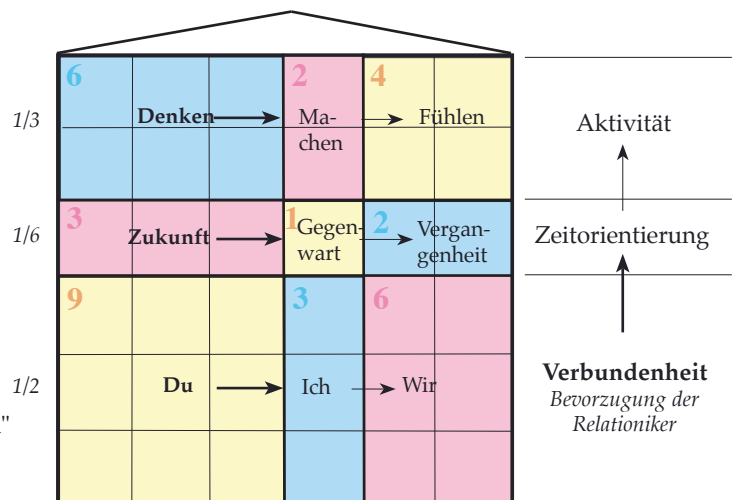 6 2 4
1/3 Denken Ma- Fühlen Aktivität
chen
3 1 2
1/6 Zukunft Gegen- Vergan- Zeitorientierung
wart genheit
9 3 6
1/2 Du Ich Wir Verbundenheit
Bevorzugung der
Relationiker
"